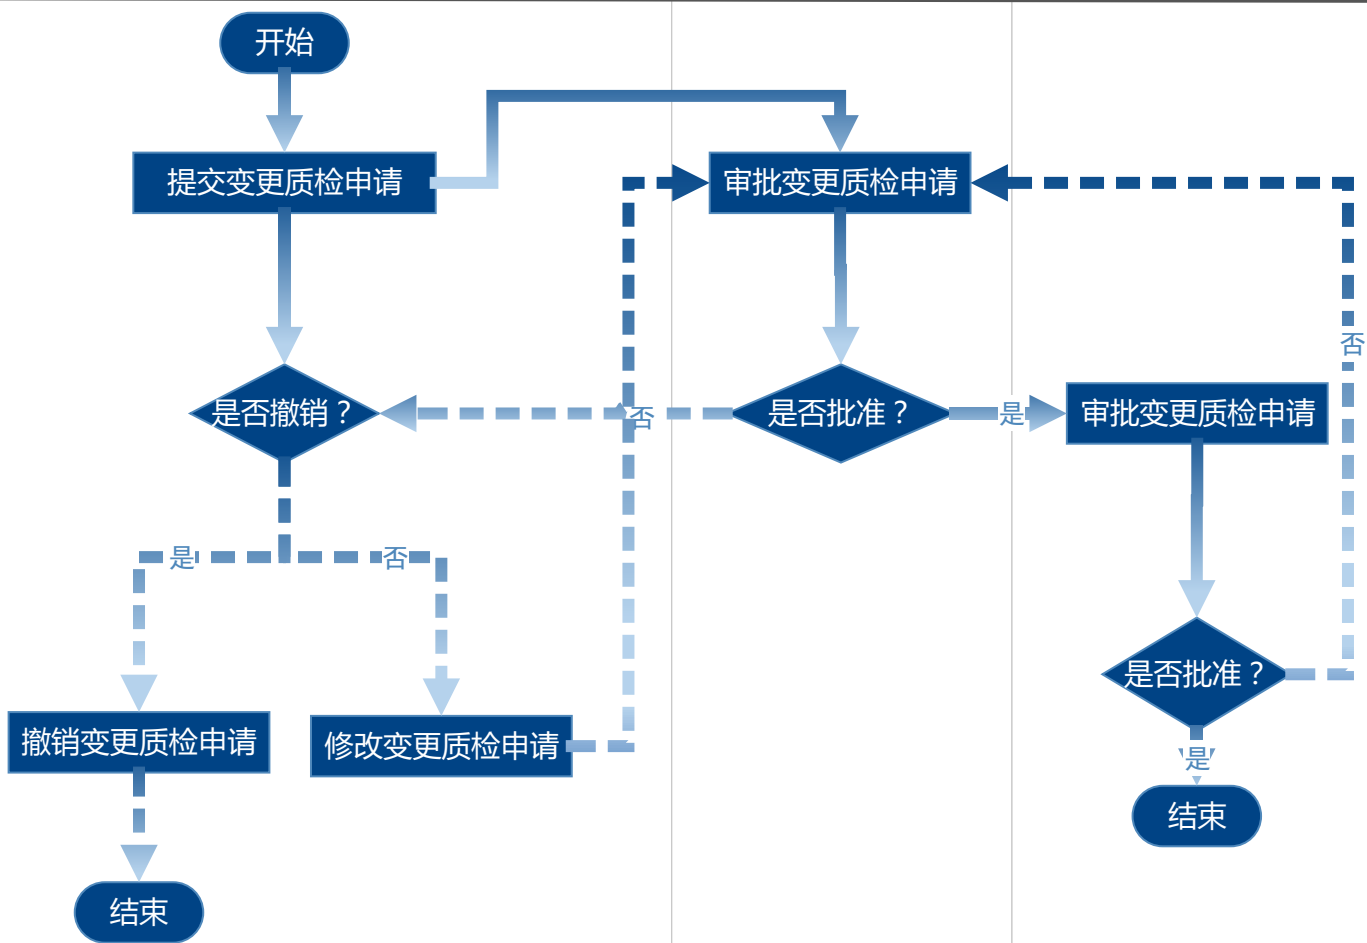 开始
提交变更质检申请
审批变更质检申请
否
是否撤销？
否
是否批准？
是
审批变更质检申请
是
否
是否批准？
撤销变更质检申请
修改变更质检申请
是
结束
结束